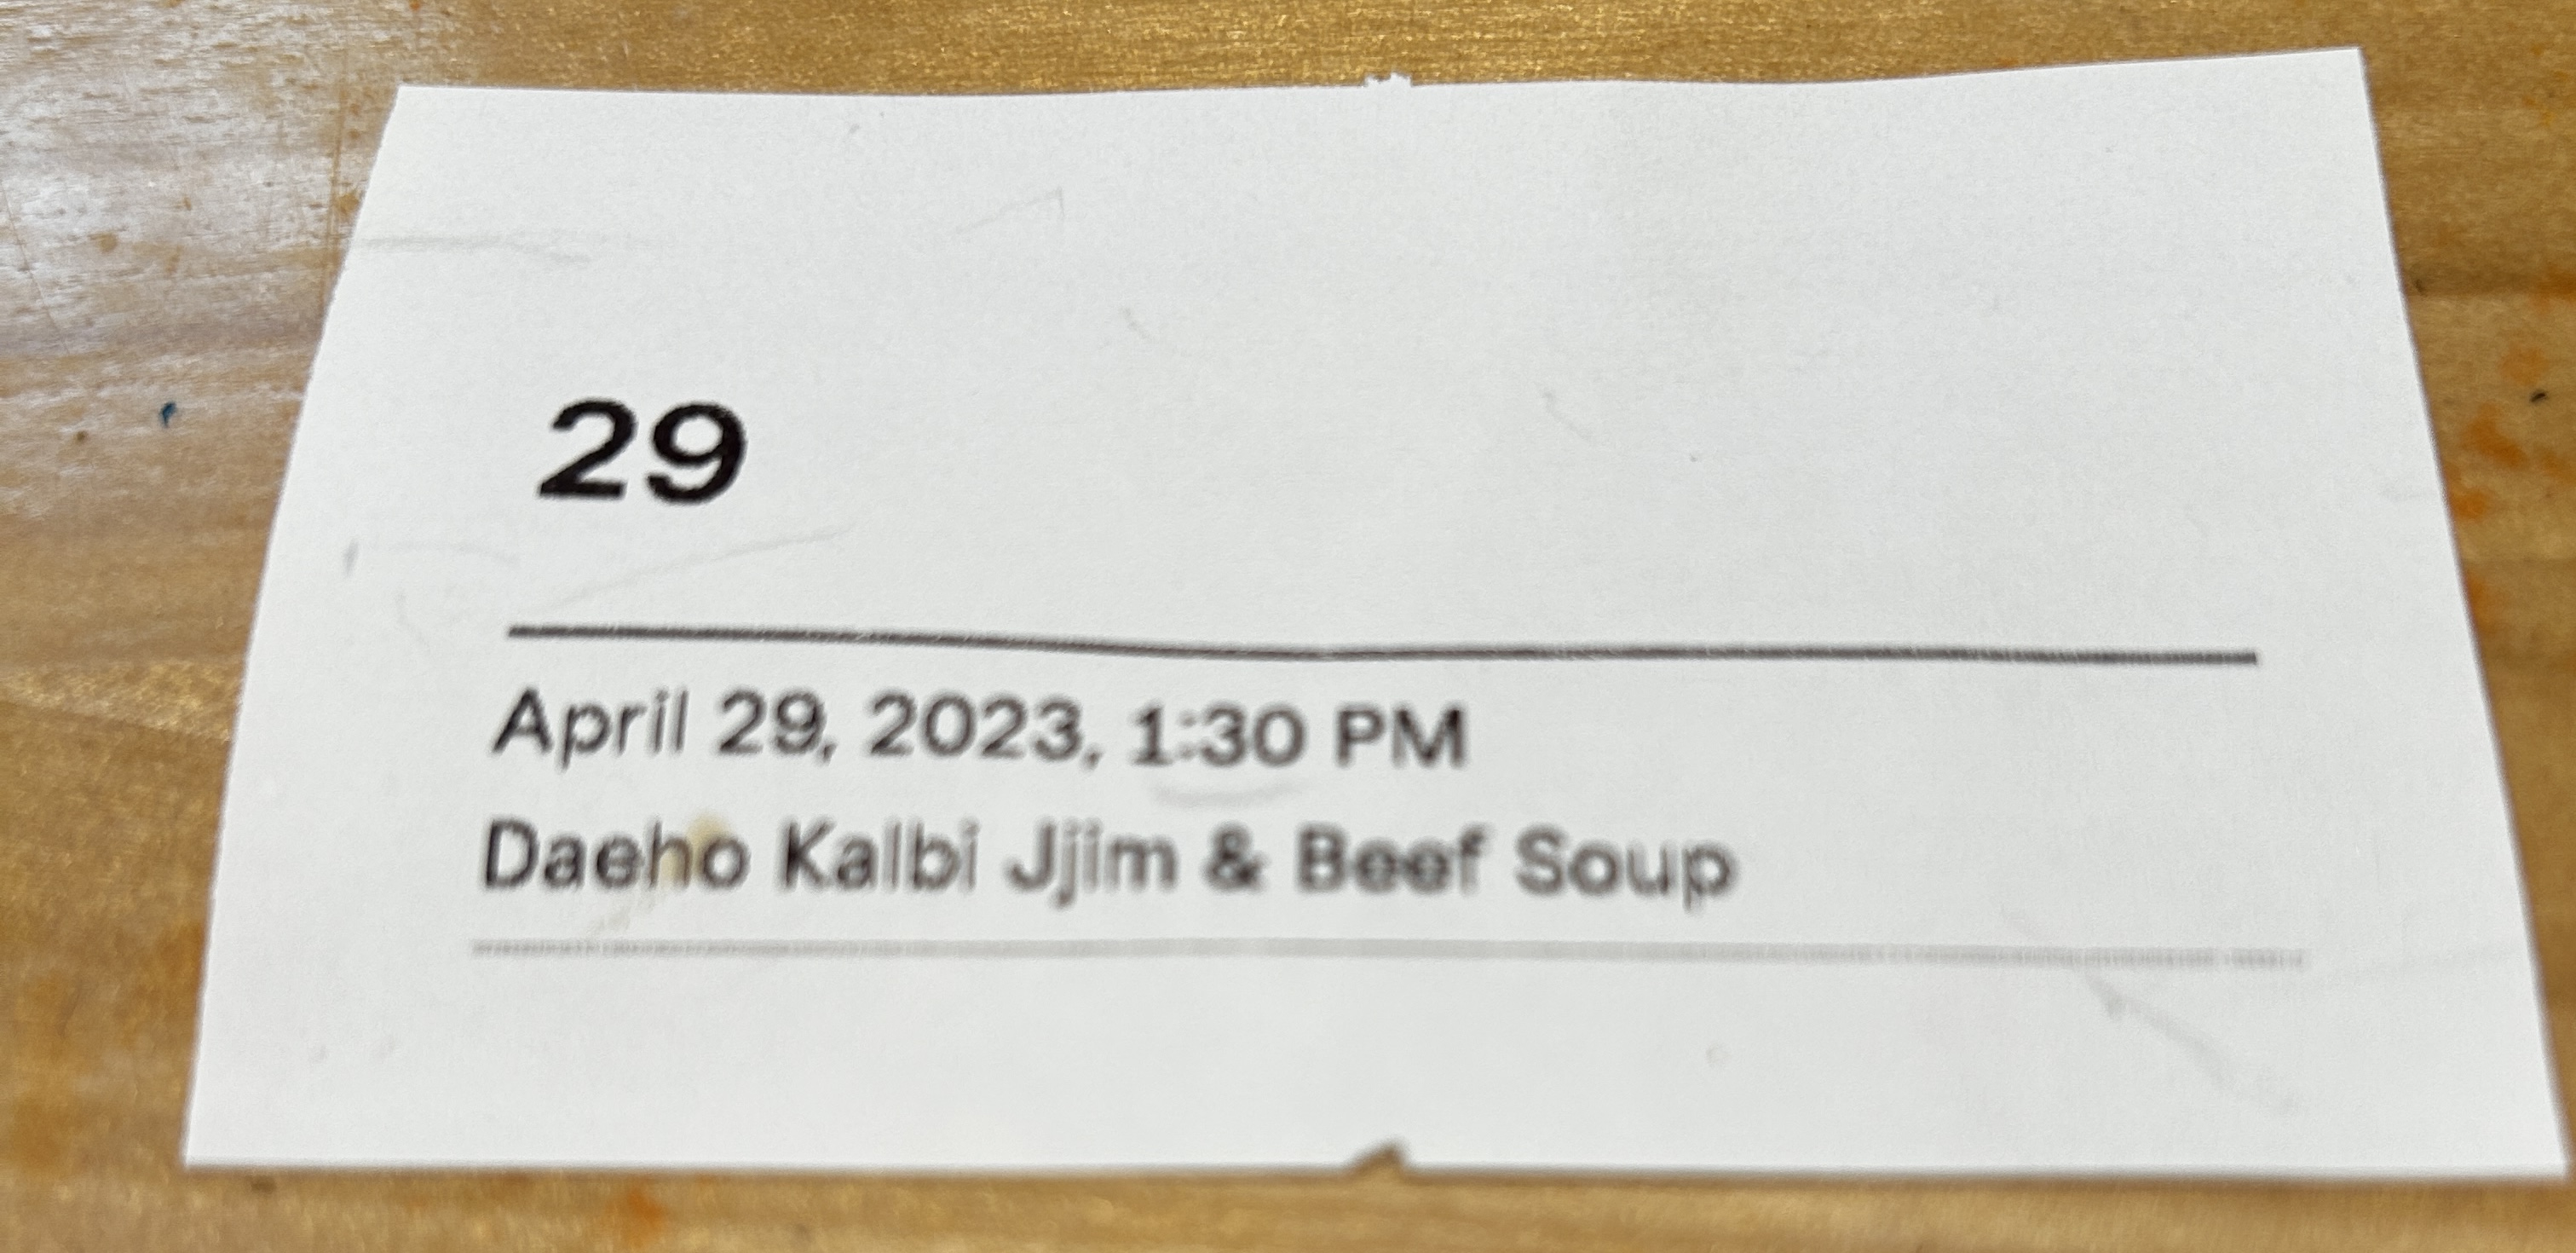 29
April 29, 2023, 1:30 PM
Daeho Kalbi Jjim & Beef Soup